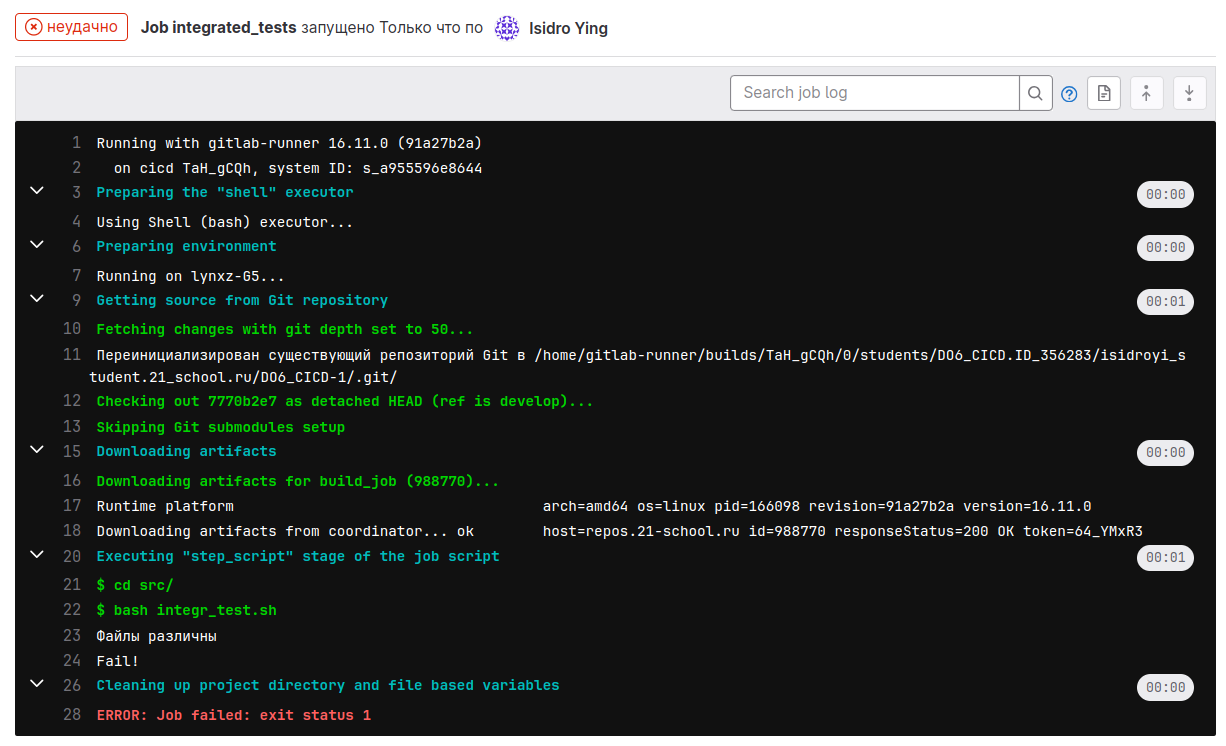 неудачно Job integrated_tests запущено Только что по Isidro Ying
Search job log
1 Running with gitlab-runner 16.11.0 (91a27b2a)
2 on cicd TaH_gCQh, system ID: s_a955596e8644
3 Preparing the "shell" executor 00:00
4 Using Shell (bash) executor...
6 Preparing environment 00:00
7 Running on lynxz-G5...
9 Getting source from Git repository 00:01
10 Fetching changes with git depth set to 50...
11 Переинициализирован существующий репозиторий Git в /home/gitlab-runner/builds/TaH_gCQh/0/students/DO6_CICD.ID_356283/isidroyi_s
tudent.21_school.ru/DO6_CICD-1/.git/
12 Checking out 7770b2e7 as detached HEAD (ref is develop)...
13 Skipping Git submodules setup
15 Downloading artifacts 00:00
16 Downloading artifacts for build_job (988770)...
17 Runtime platform arch=amd64 os=linux pid=166098 revision=91a27b2a version=16.11.0
18 Downloading artifacts from coordinator... ok host=repos.21-school.ru id=988770 responseStatus=200 OK token=64_YMxR3
20 Executing "step_script" stage of the job script 00:01
21 $ cd src/
22 $ bash integr_test.sh
23 Файлы различны
24 Fail!
26 Cleaning up project directory and file based variables 00:00
28 ERROR: Job failed: exit status 1